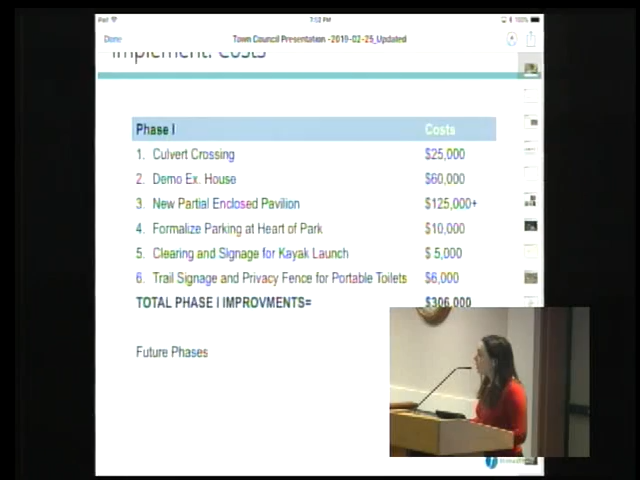 iPad
7:52 PM
100%
Done
Town Council Presentation -2019-02-25_Updated
Implement: Costs
Phase I Costs
1. Culvert Crossing $25,000
2. Demo Ex. House $60,000
3. New Partial Enclosed Pavilion $125,000+
4. Formalize Parking at Heart of Park $10,000
5. Clearing and Signage for Kayak Launch $ 5,000
6. Trail Signage and Privacy Fence for Portable Toilets $6,000
TOTAL PHASE I IMPROVMENTS= $306,000
Future Phases